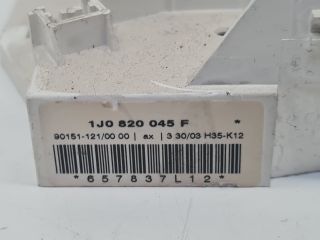 1J0 820 045 F *
90151-121/00 00 | ax | 3 30/03 H35-K12
*657837L12*